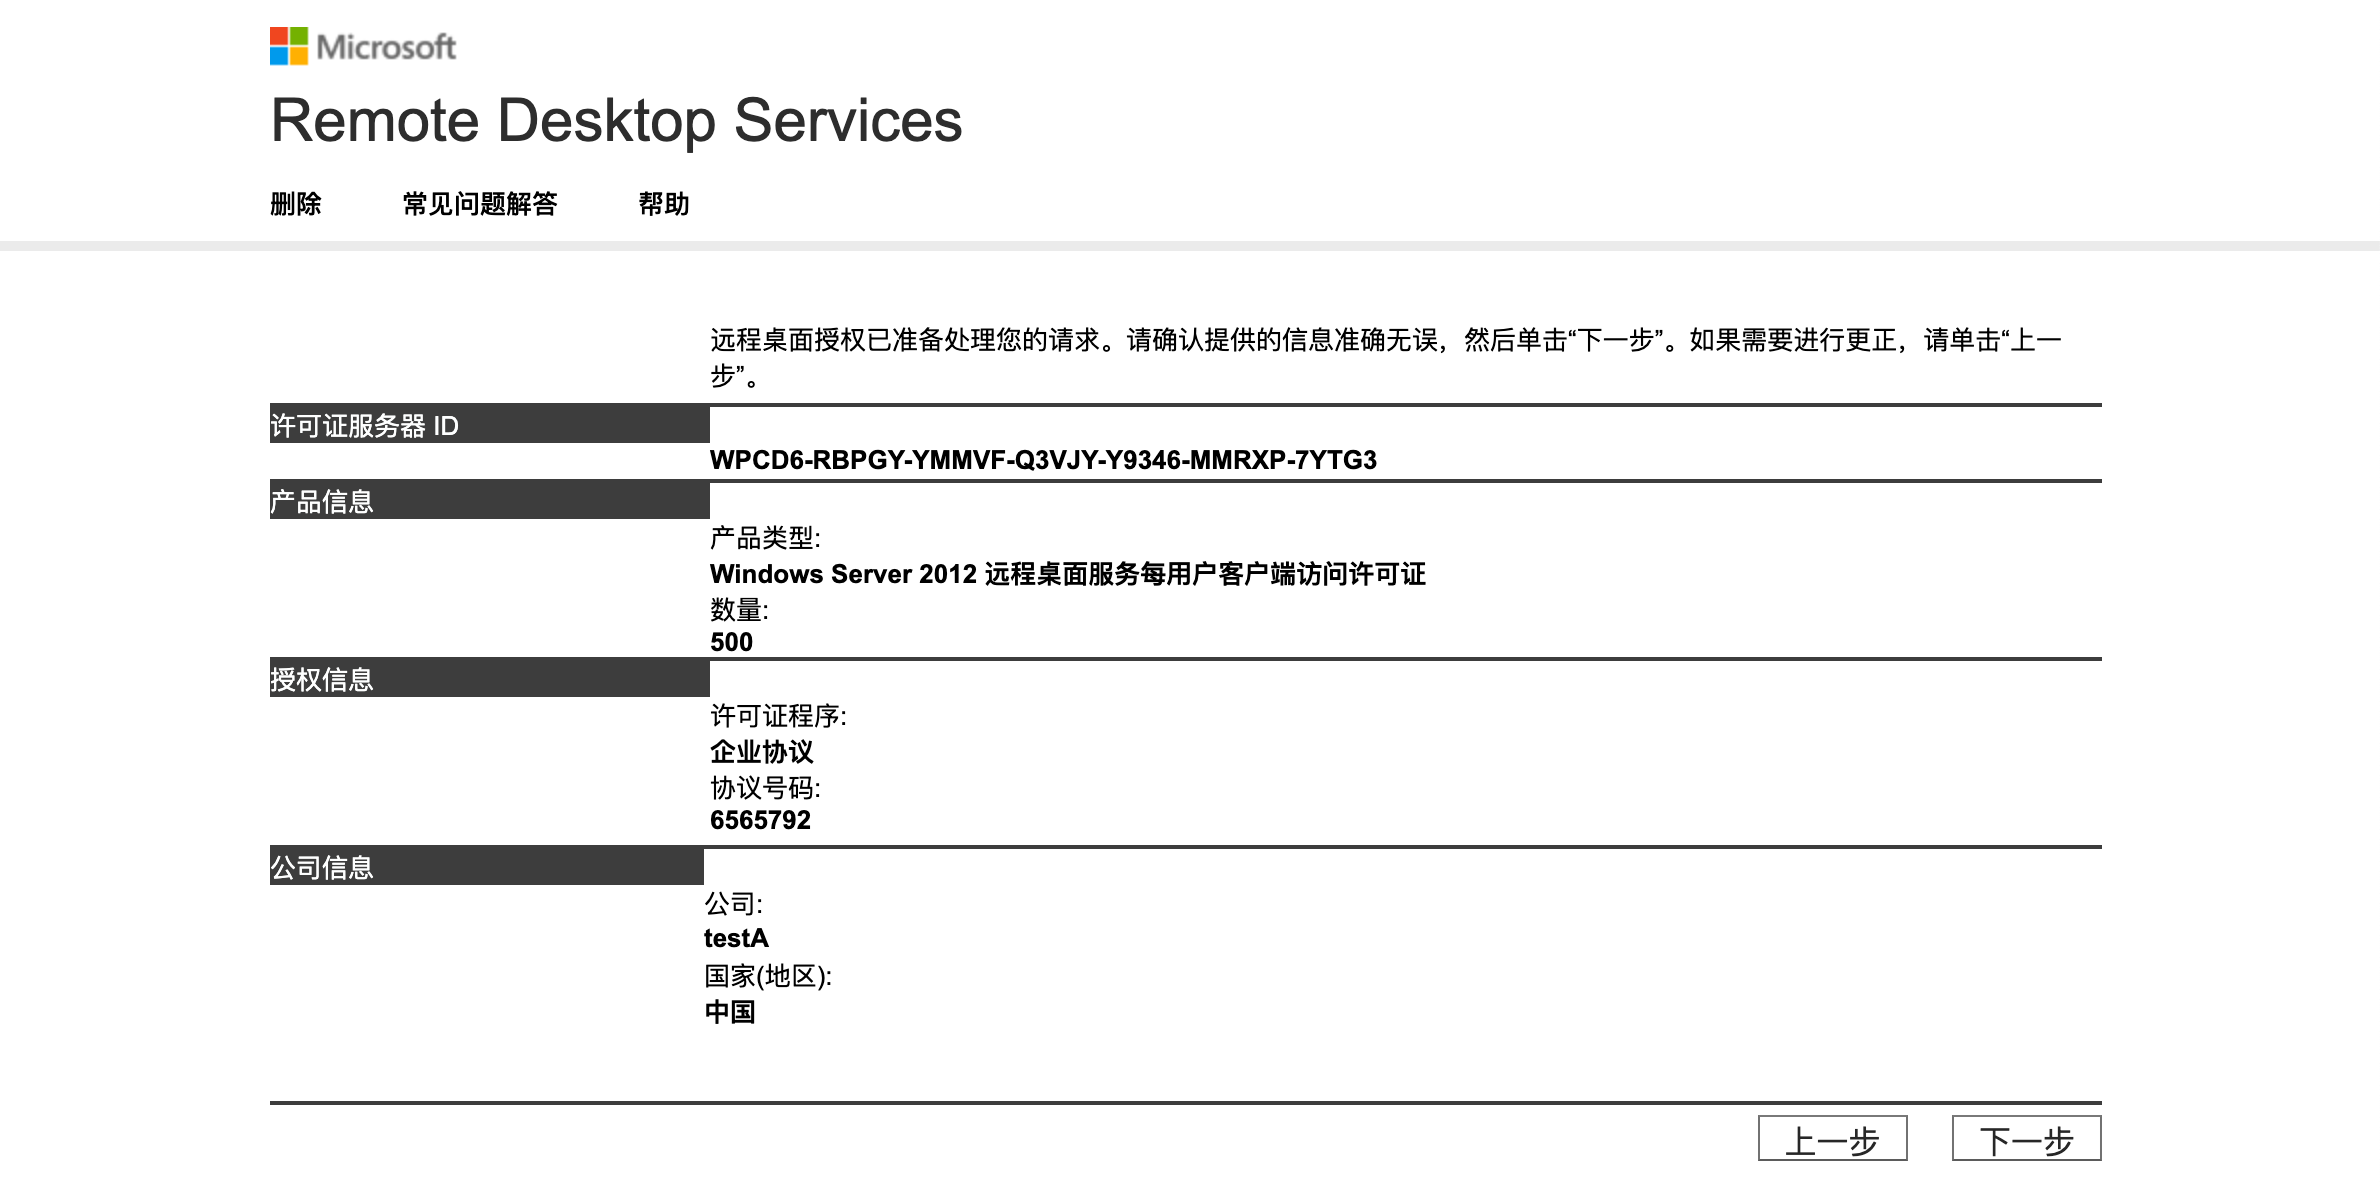 Microsoft
Remote Desktop Services
删除 常见问题解答 帮助
远程桌面授权已准备处理您的请求。请确认提供的信息准确无误，然后单击“下一步”。如果需要进行更正，请单击“上一
步”。
许可证服务器 ID
WPCD6-RBPGY-YMMVF-Q3VJY-Y9346-MMRXP-7YTG3
产品信息
产品类型:
Windows Server 2012 远程桌面服务每用户客户端访问许可证
数量:
500
授权信息
许可证程序:
企业协议
协议号码:
6565792
公司信息
公司:
testA
国家(地区):
中国
上一步 下一步